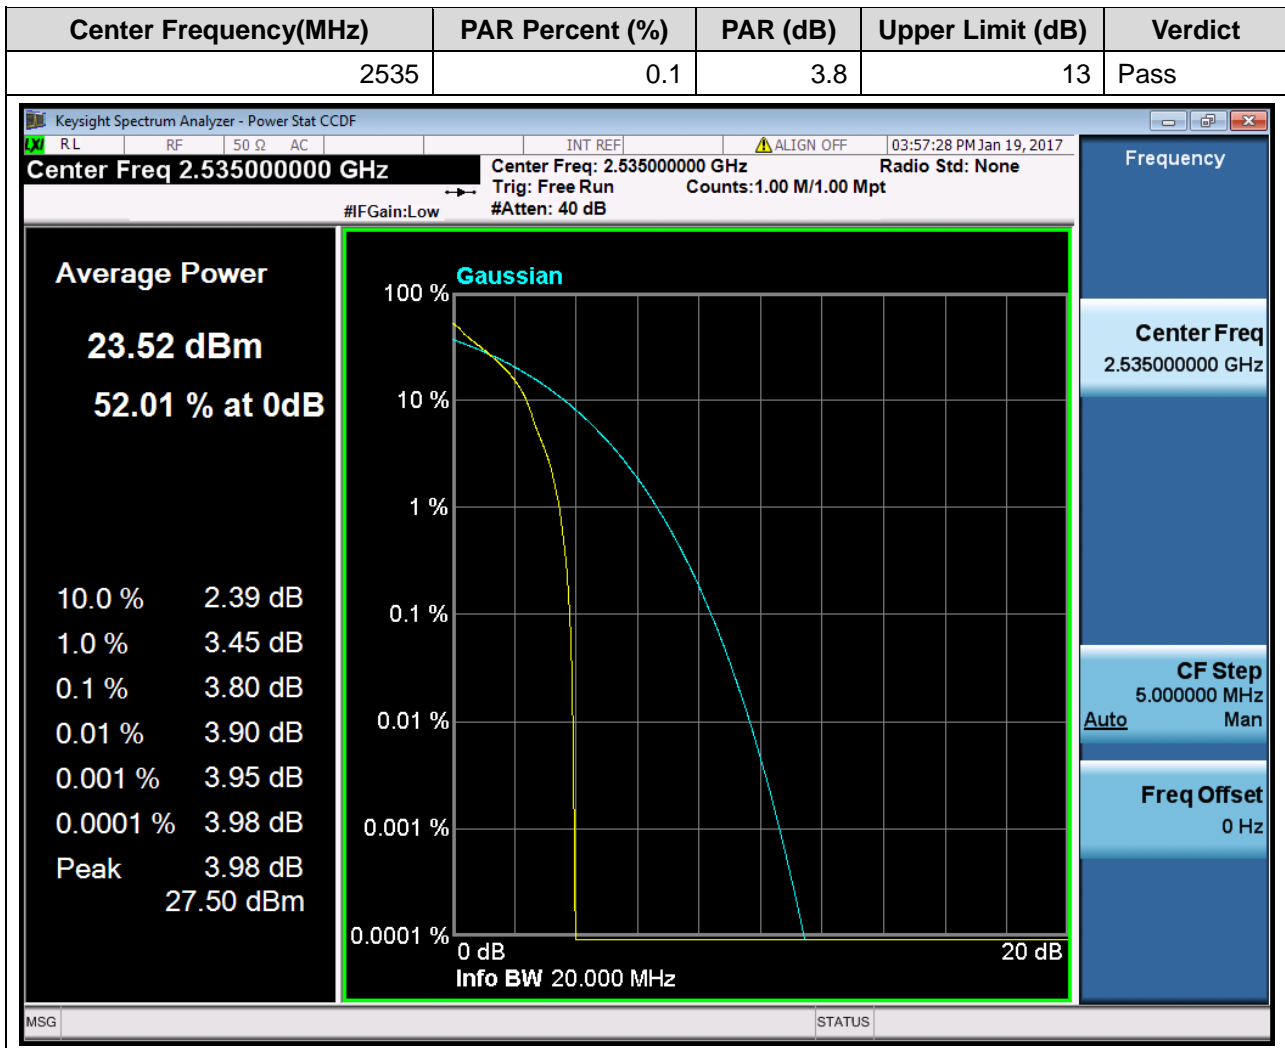 Center Frequency(MHz) PAR Percent (%) PAR (dB) Upper Limit (dB) Verdict
2535 0.1 3.8 13 Pass
Keysight Spectrum Analyzer - Power Stat CCDF
LXI RL RF 50 Ω AC INT REF ALIGN OFF 03:57:28 PM Jan 19, 2017
Center Freq 2.535000000 GHz
Center Freq: 2.535000000 GHz Radio Std: None
Trig: Free Run Counts:1.00 M/1.00 Mpt
#IFGain:Low #Atten: 40 dB
Average Power
23.52 dBm
52.01 % at 0dB
10.0 % 2.39 dB
1.0 % 3.45 dB
0.1 % 3.80 dB
0.01 % 3.90 dB
0.001 % 3.95 dB
0.0001 % 3.98 dB
Peak 3.98 dB
27.50 dBm
Gaussian
100 %
10 %
1 %
0.1 %
0.01 %
0.001 %
0.0001 %
0 dB 20 dB
Info BW 20.000 MHz
Frequency
Center Freq
2.535000000 GHz
CF Step
5.000000 MHz
Auto Man
Freq Offset
0 Hz
MSG STATUS